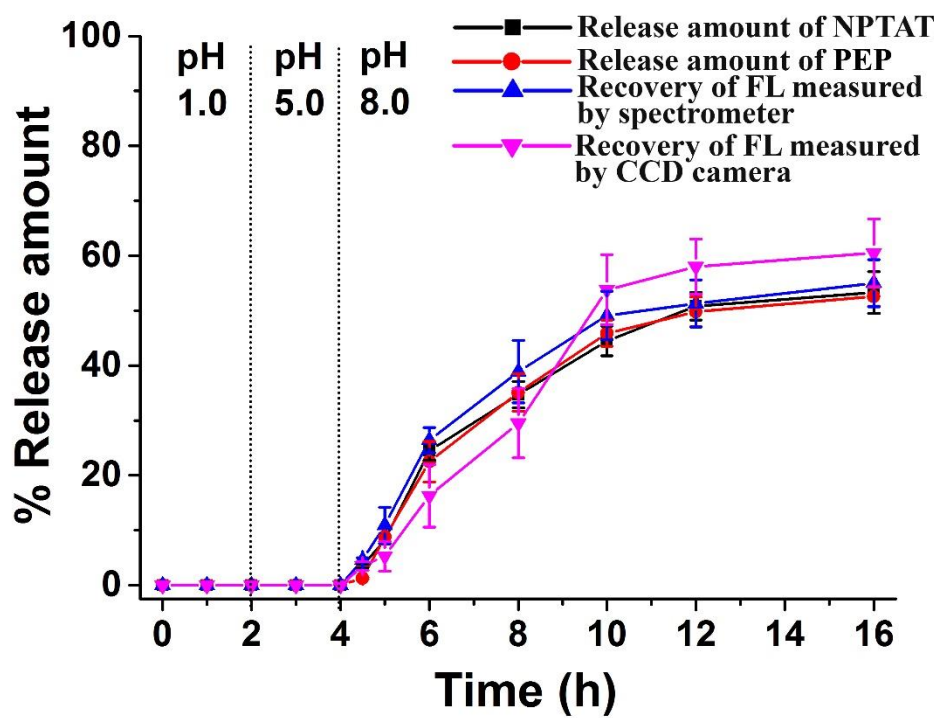 100
80
60
40
20
0
% Release amount
pH
1.0
pH
5.0
pH
8.0
Release amount of NPTAT
Release amount of PEP
Recovery of FL measured
by spectrometer
Recovery of FL measured
by CCD camera
0 2 4 6 8 10 12 14 16
Time (h)